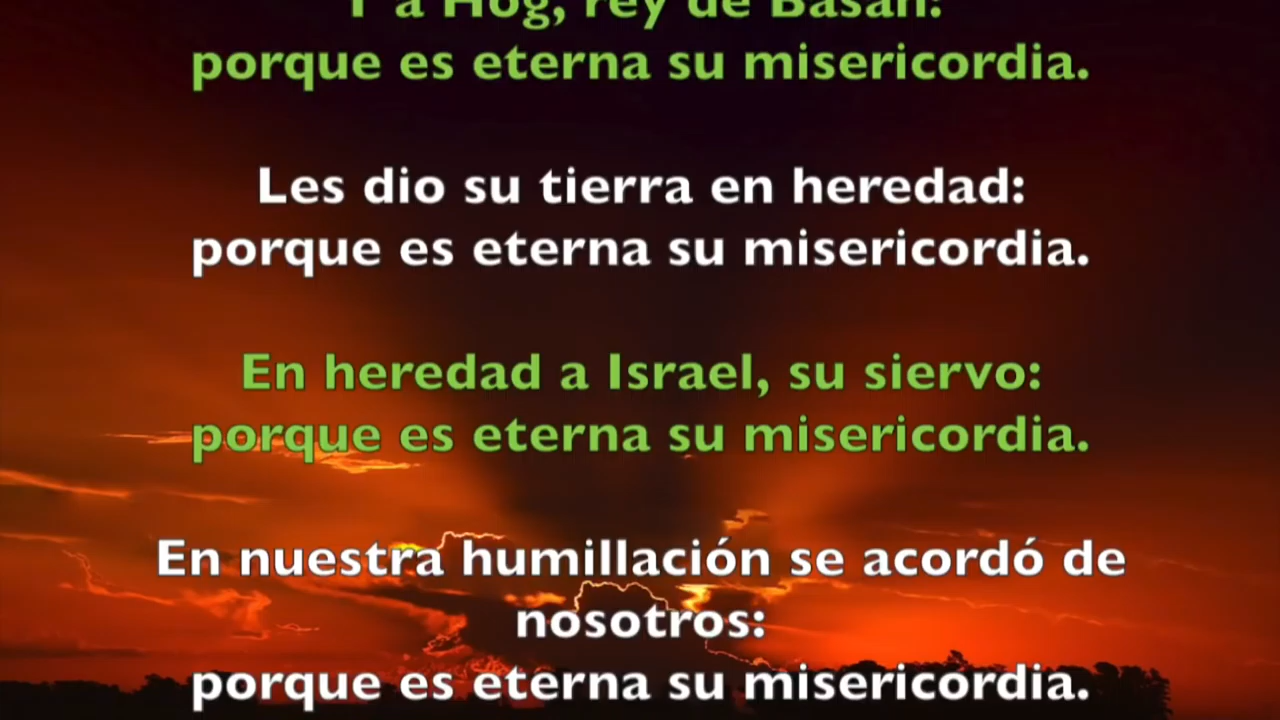 Y a Hog, rey de Basán:
porque es eterna su misericordia.
Les dio su tierra en heredad:
porque es eterna su misericordia.
En heredad a Israel, su siervo:
porque es eterna su misericordia.
En nuestra humillación se acordó de
nosotros:
porque es eterna su misericordia.